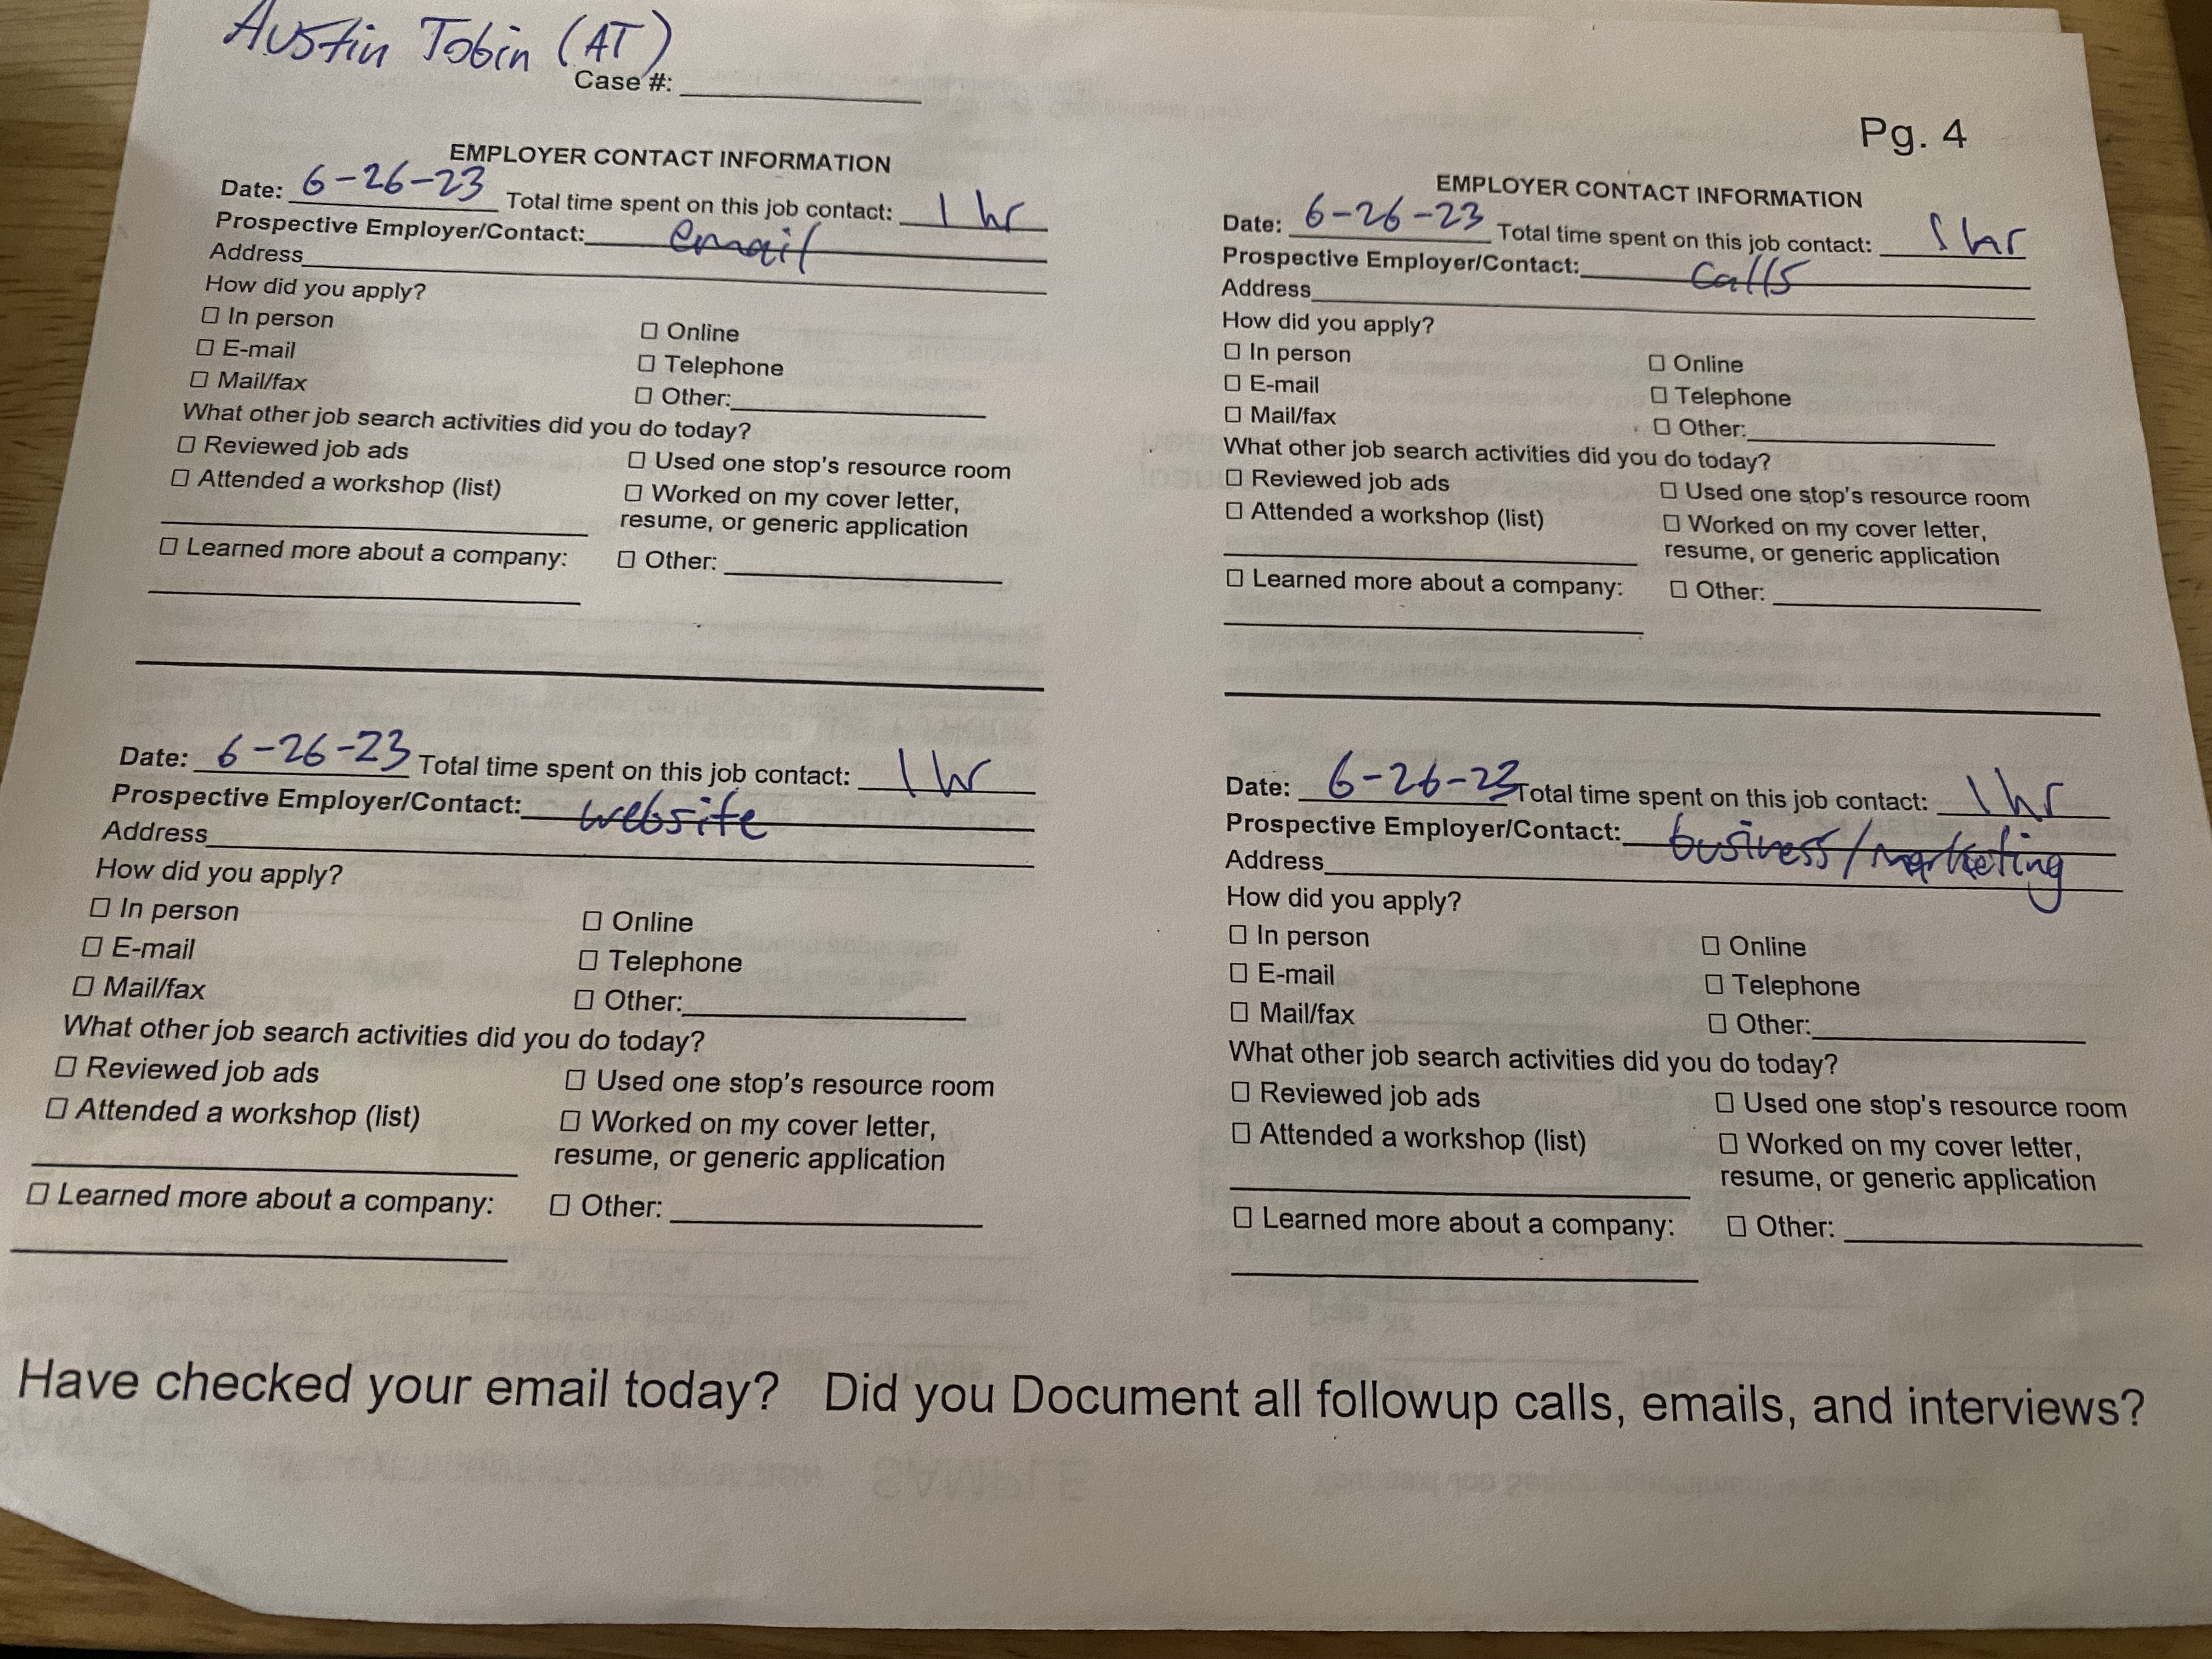 Austin Tobin (AT)
Case #:
Pg. 4
EMPLOYER CONTACT INFORMATION
Date: 6-26-23 Total time spent on this job contact: 1 hr
Prospective Employer/Contact: email
Address
How did you apply?
☐ In person ☐ Online
☐ E-mail ☐ Telephone
☐ Mail/fax ☐ Other:
What other job search activities did you do today?
☐ Reviewed job ads ☐ Used one stop's resource room
☐ Attended a workshop (list) ☐ Worked on my cover letter,
resume, or generic application
☐ Learned more about a company: ☐ Other:
EMPLOYER CONTACT INFORMATION
Date: 6-26-23 Total time spent on this job contact: 1 hr
Prospective Employer/Contact: calls
Address
How did you apply?
☐ In person ☐ Online
☐ E-mail ☐ Telephone
☐ Mail/fax ☐ Other:
What other job search activities did you do today?
☐ Reviewed job ads ☐ Used one stop's resource room
☐ Attended a workshop (list) ☐ Worked on my cover letter,
resume, or generic application
☐ Learned more about a company: ☐ Other:
Date: 6-26-23 Total time spent on this job contact: 1 hr
Prospective Employer/Contact: website
Address
How did you apply?
☐ In person ☐ Online
☐ E-mail ☐ Telephone
☐ Mail/fax ☐ Other:
What other job search activities did you do today?
☐ Reviewed job ads ☐ Used one stop's resource room
☐ Attended a workshop (list) ☐ Worked on my cover letter,
resume, or generic application
☐ Learned more about a company: ☐ Other:
Date: 6-26-23 Total time spent on this job contact: 1 hr
Prospective Employer/Contact: business/marketing
Address
How did you apply?
☐ In person ☐ Online
☐ E-mail ☐ Telephone
☐ Mail/fax ☐ Other:
What other job search activities did you do today?
☐ Reviewed job ads ☐ Used one stop's resource room
☐ Attended a workshop (list) ☐ Worked on my cover letter,
resume, or generic application
☐ Learned more about a company: ☐ Other:
Have checked your email today? Did you Document all followup calls, emails, and interviews?